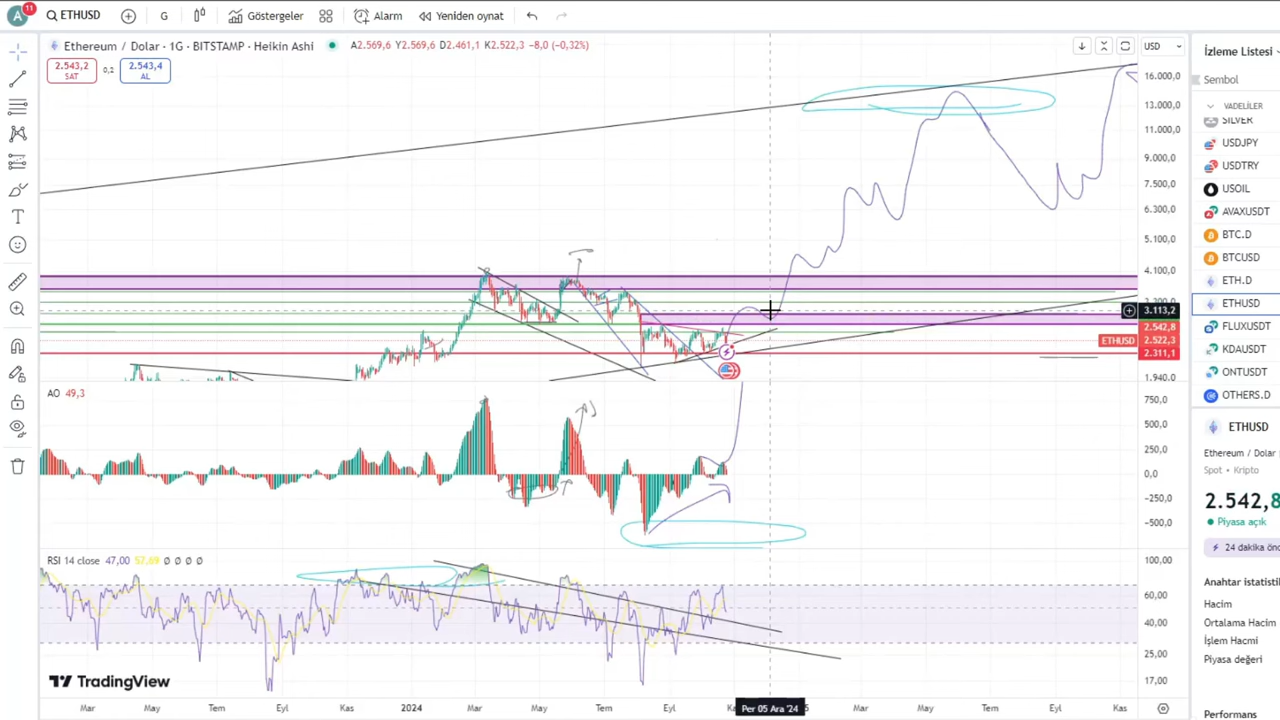 A 11 ETHUSD G Göstergeler Alarm Yeniden oynat
Ethereum / Dolar · 1G · BITSTAMP · Heikin Ashi A2.569,6 Y2.569,6 D2.461,1 K2.522,3 −8,0 (−0,32%)
2.543,2 SAT 0,2 2.543,4 AL
USD
16.000,0
13.000,0
11.000,0
9.000,0
7.500,0
6.300,0
5.100,0
4.100,0
3.113,2
2.542,8
ETHUSD 2.522,3
2.311,1
1.940,0
AO 49,3
750,0
500,0
250,0
0,0
−250,0
−500,0
RSI 14 close 47,00 57,69 Ø Ø Ø Ø
100,00
60,00
40,00
25,00
17,00
TradingView
Mar May Tem Eyl Kas 2024 Mar May Tem Eyl Per 05 Ara '24 Mar May Tem Eyl Kas
İzleme Listesi
Sembol
VADELİLER
SILVER
USDJPY
USDTRY
USOIL
AVAXUSDT
BTC.D
BTCUSD
ETH.D
ETHUSD
FLUXUSDT
KDAUSDT
ONTUSDT
OTHERS.D
ETHUSD
Ethereum / Do
Spot • Kripto
2.542,8
Piyasa açık
24 dakika önc
Anahtar istatisti
Hacim
Ortalama Hacim
İşlem Hacmi
Piyasa değeri
Performans